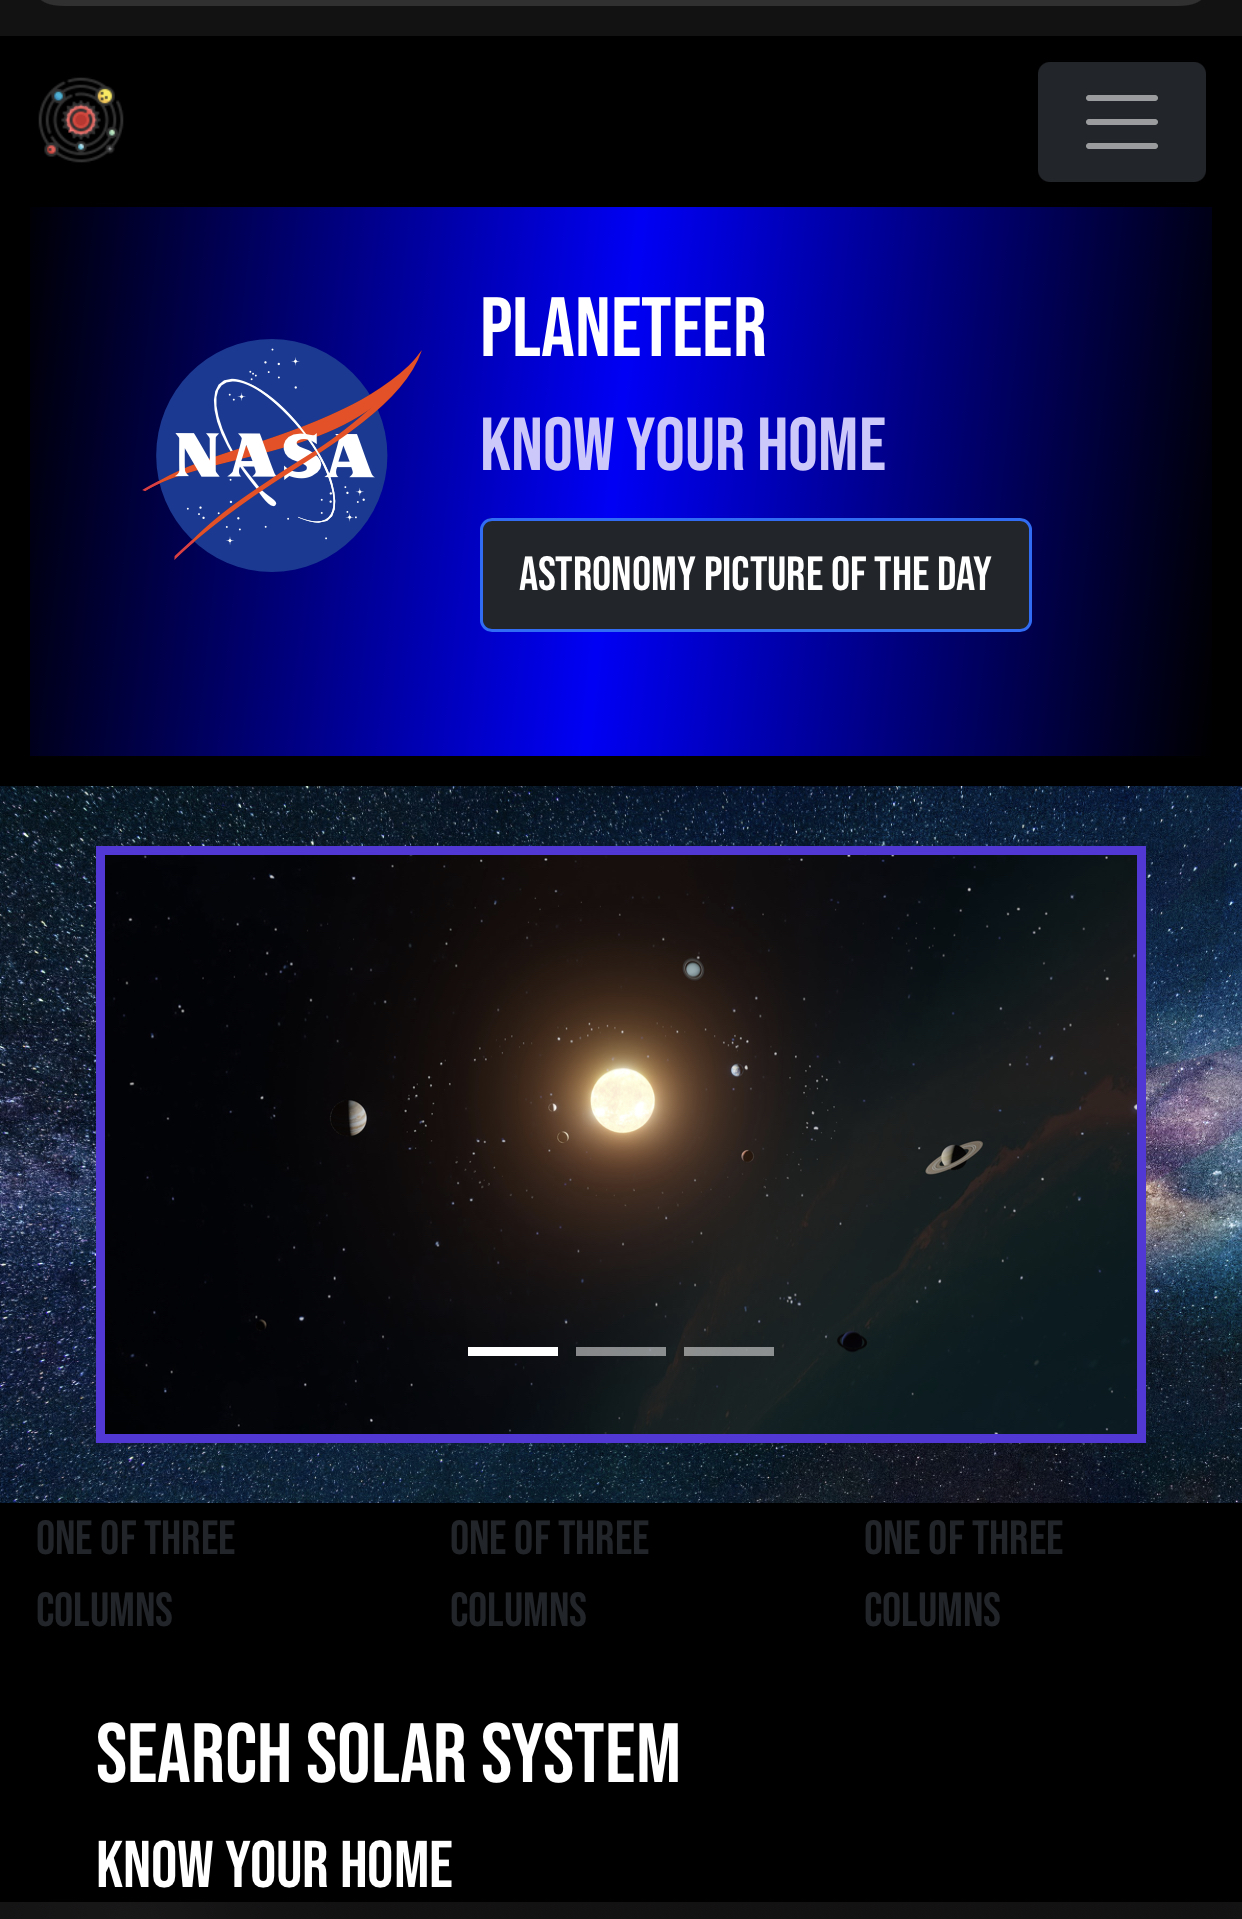 PLANETEER
NASA
KNOW YOUR HOME
ASTRONOMY PICTURE OF THE DAY
ONE OF THREE
COLUMNS
ONE OF THREE
COLUMNS
ONE OF THREE
COLUMNS
SEARCH SOLAR SYSTEM
KNOW YOUR HOME